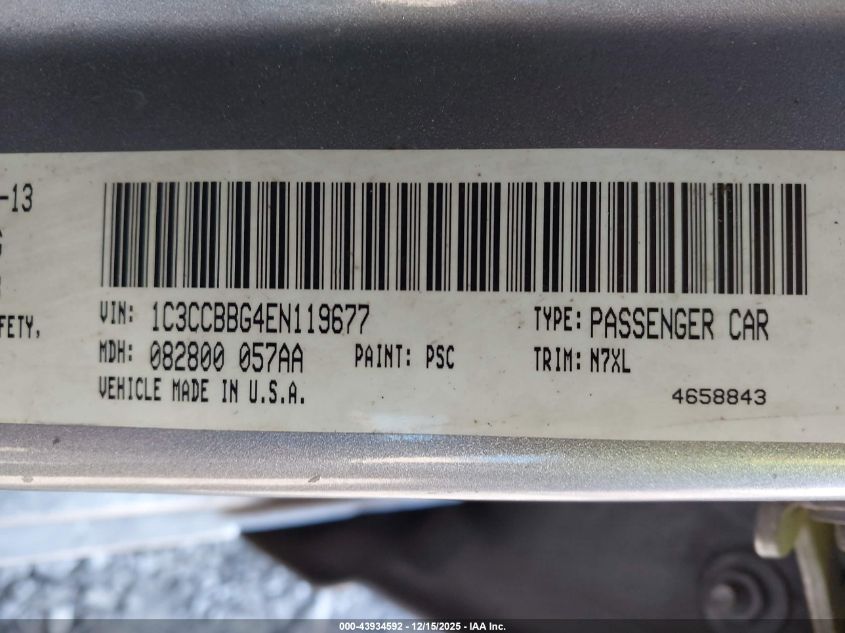 -13
VIN: 1C3CCBBG4EN119677
TYPE: PASSENGER CAR
FETY,
MDH: 082800 057AA
PAINT: PSC
TRIM: N7XL
VEHICLE MADE IN U.S.A.
4658843
000-43934592 - 12/15/2025 - IAA Inc.